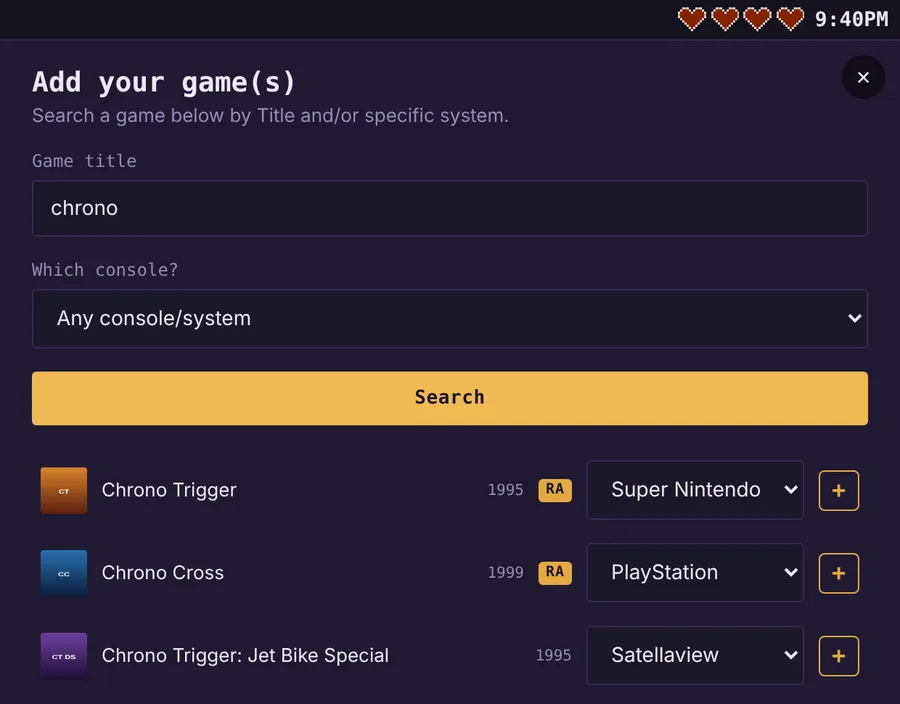 9:40PM
Add your game(s)
×
Search a game below by Title and/or specific system.
Game title
chrono
Which console?
Any console/system
Search
CT Chrono Trigger 1995 RA Super Nintendo +
CC Chrono Cross 1999 RA PlayStation +
CT DS Chrono Trigger: Jet Bike Special 1995 Satellaview +